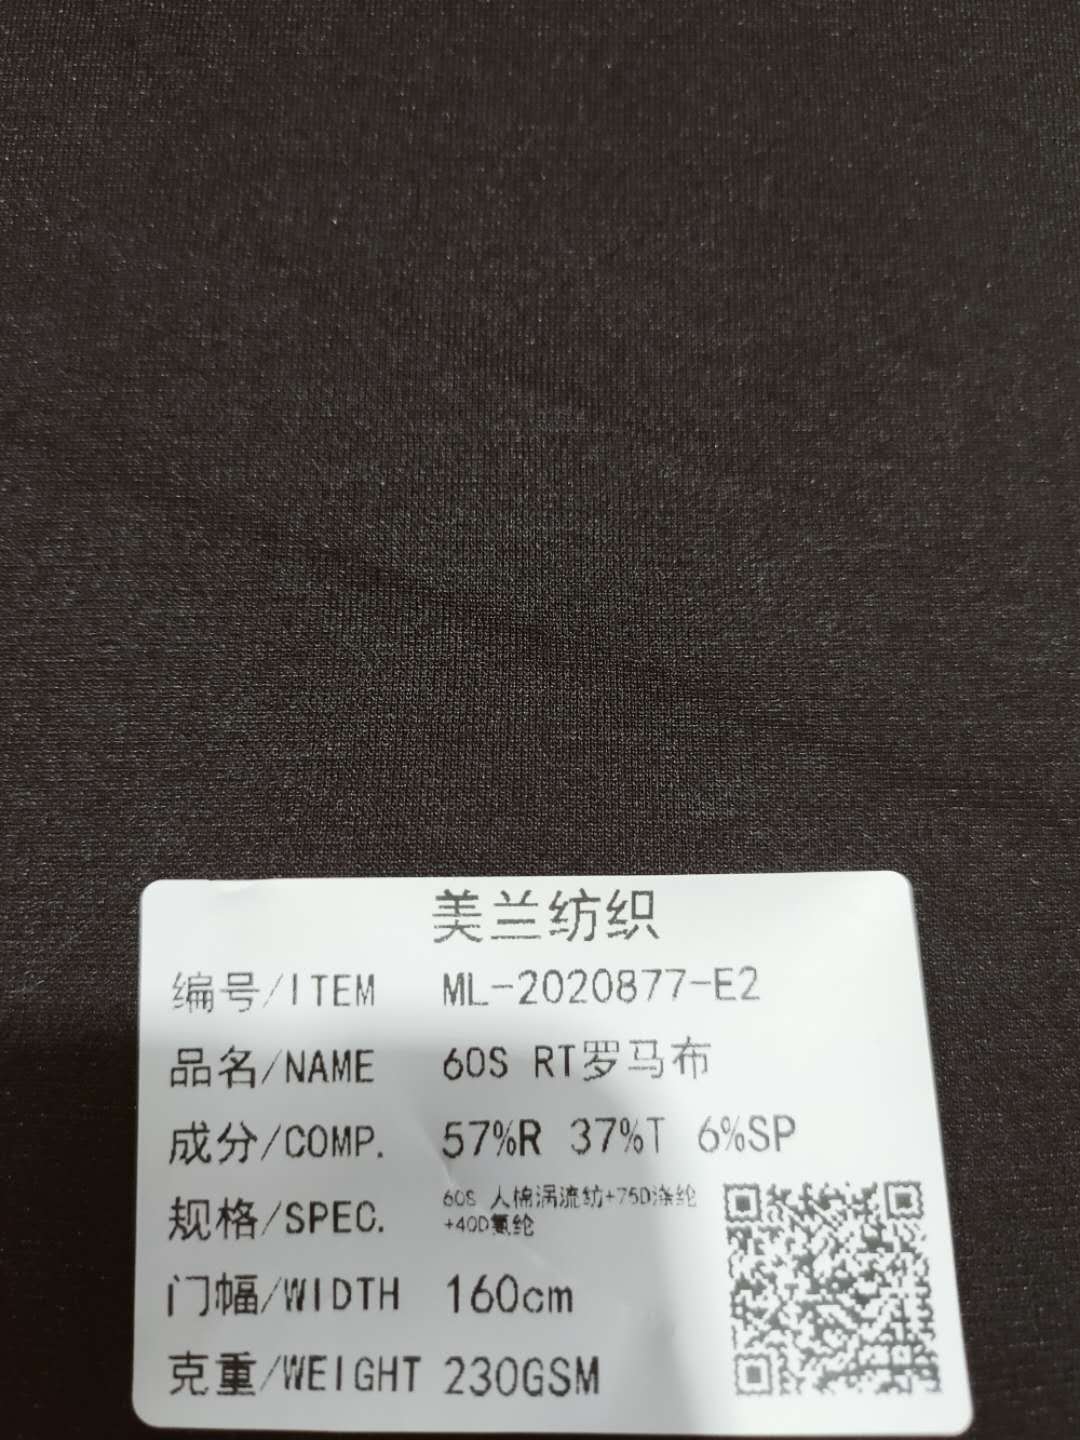 美兰纺织
编号/ITEM ML-2020877-E2
品名/NAME 60S RT罗马布
成分/COMP. 57%R 37%T 6%SP
规格/SPEC. 60S 人棉涡流纺+75D涤纶
+40D氨纶
门幅/WIDTH 160cm
克重/WEIGHT 230GSM